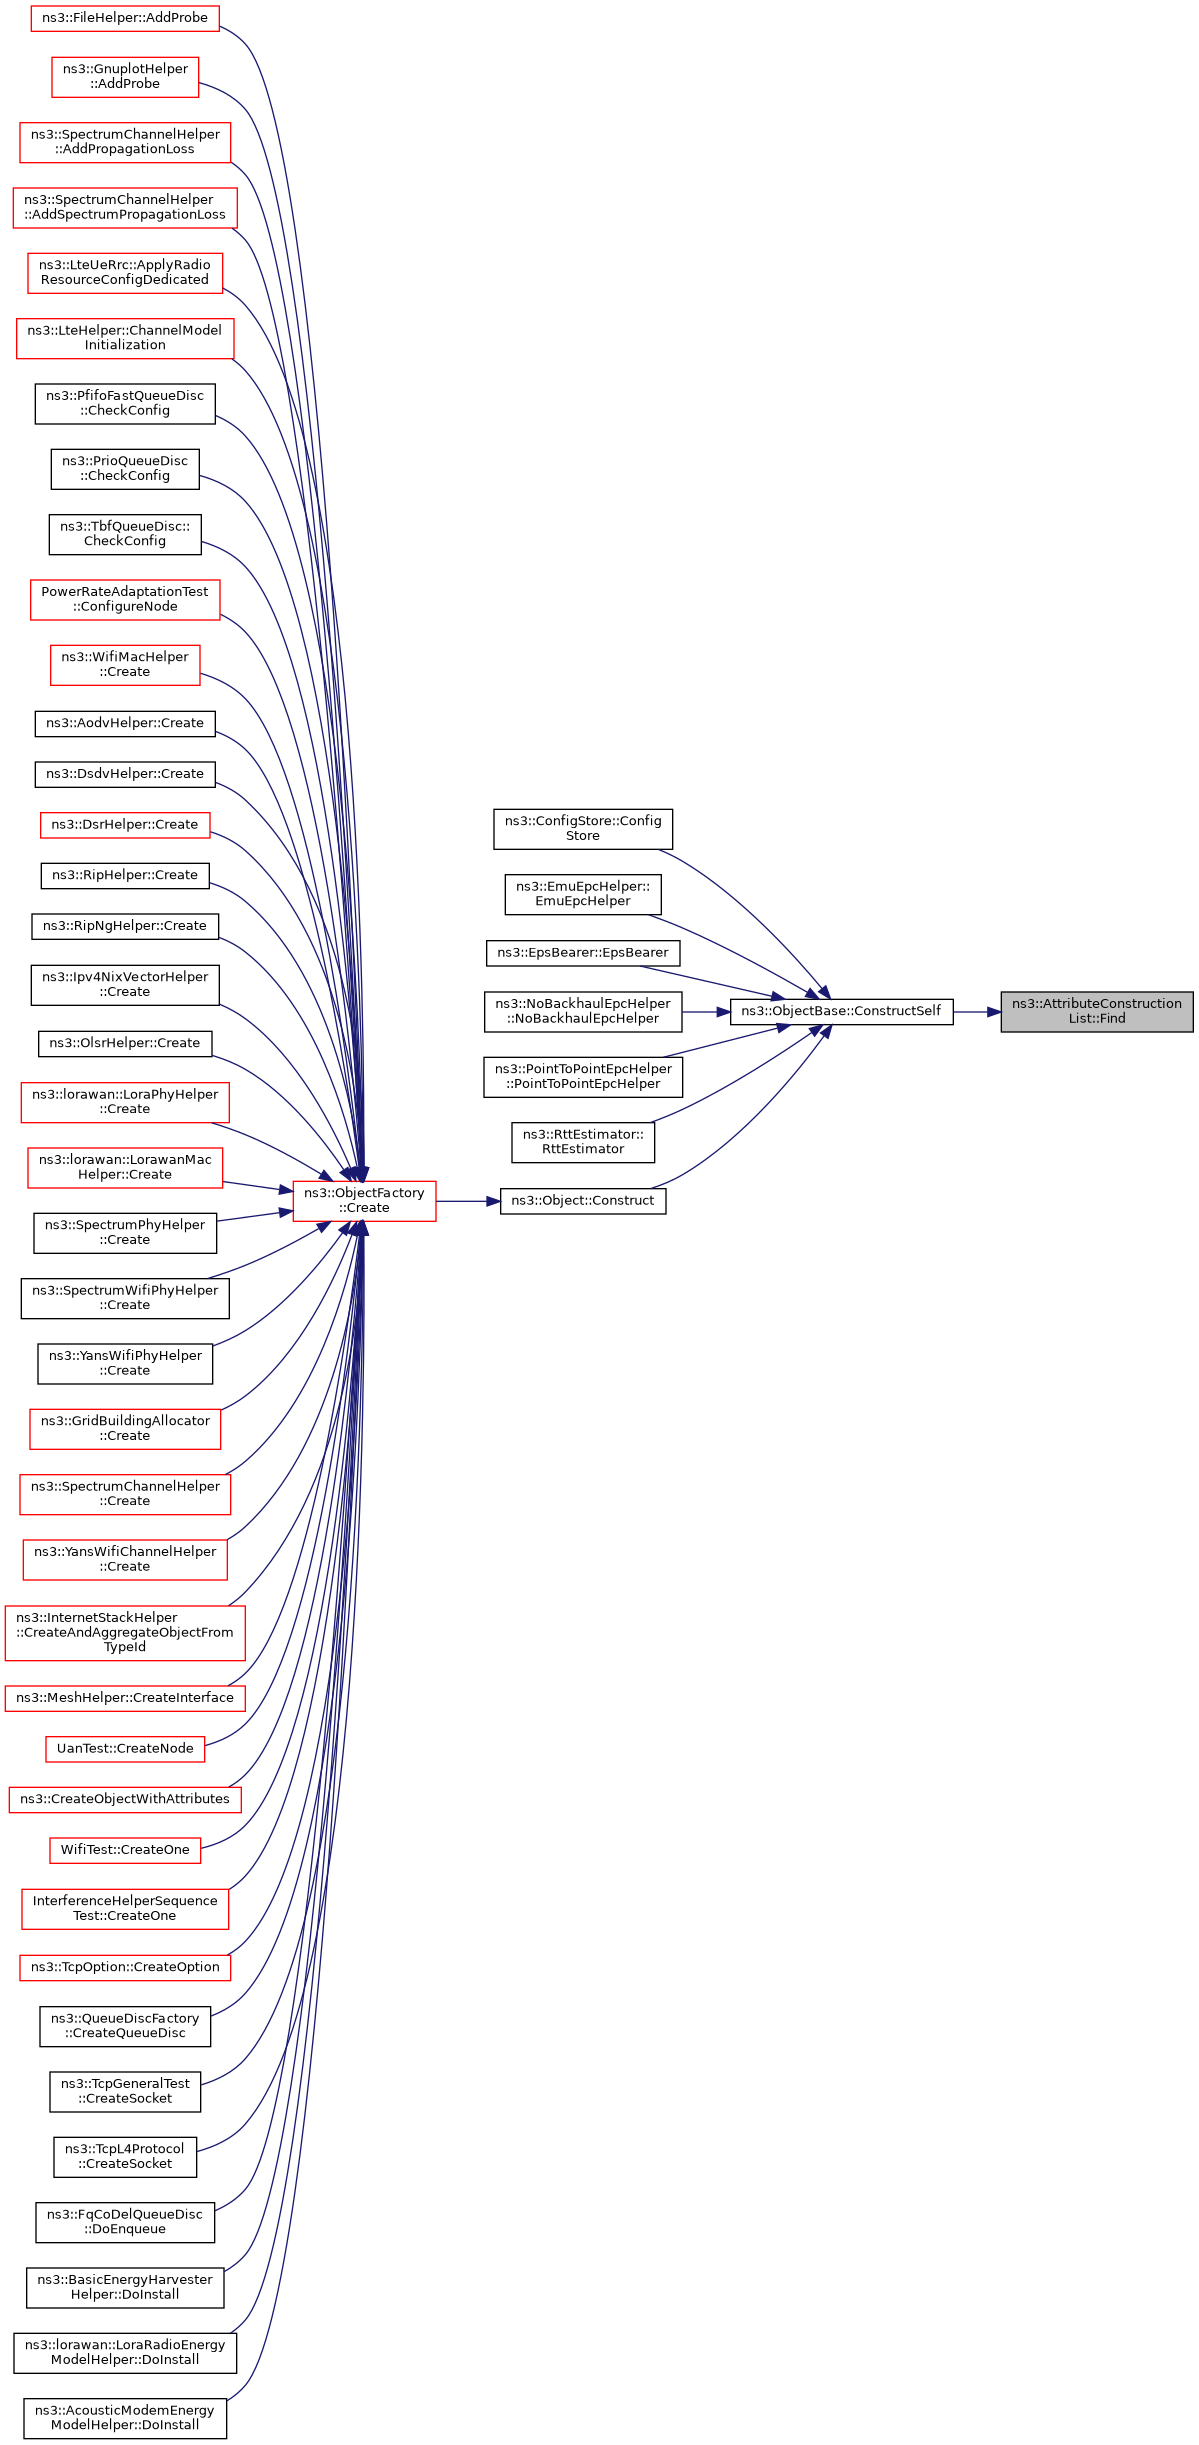 ns3::FileHelper::AddProbe
ns3::GnuplotHelper
::AddProbe
ns3::SpectrumChannelHelper
::AddPropagationLoss
ns3::SpectrumChannelHelper
::AddSpectrumPropagationLoss
ns3::LteUeRrc::ApplyRadio
ResourceConfigDedicated
ns3::LteHelper::ChannelModel
Initialization
ns3::PfifoFastQueueDisc
::CheckConfig
ns3::PrioQueueDisc
::CheckConfig
ns3::TbfQueueDisc::
CheckConfig
PowerRateAdaptationTest
::ConfigureNode
ns3::WifiMacHelper
::Create
ns3::AodvHelper::Create
ns3::DsdvHelper::Create
ns3::DsrHelper::Create
ns3::RipHelper::Create
ns3::RipNgHelper::Create
ns3::Ipv4NixVectorHelper
::Create
ns3::OlsrHelper::Create
ns3::lorawan::LoraPhyHelper
::Create
ns3::lorawan::LorawanMac
Helper::Create
ns3::SpectrumPhyHelper
::Create
ns3::SpectrumWifiPhyHelper
::Create
ns3::YansWifiPhyHelper
::Create
ns3::GridBuildingAllocator
::Create
ns3::SpectrumChannelHelper
::Create
ns3::YansWifiChannelHelper
::Create
ns3::InternetStackHelper
::CreateAndAggregateObjectFrom
TypeId
ns3::MeshHelper::CreateInterface
UanTest::CreateNode
ns3::CreateObjectWithAttributes
WifiTest::CreateOne
InterferenceHelperSequence
Test::CreateOne
ns3::TcpOption::CreateOption
ns3::QueueDiscFactory
::CreateQueueDisc
ns3::TcpGeneralTest
::CreateSocket
ns3::TcpL4Protocol
::CreateSocket
ns3::FqCoDelQueueDisc
::DoEnqueue
ns3::BasicEnergyHarvester
Helper::DoInstall
ns3::lorawan::LoraRadioEnergy
ModelHelper::DoInstall
ns3::AcousticModemEnergy
ModelHelper::DoInstall
ns3::ObjectFactory
::Create
ns3::ConfigStore::Config
Store
ns3::EmuEpcHelper::
EmuEpcHelper
ns3::EpsBearer::EpsBearer
ns3::NoBackhaulEpcHelper
::NoBackhaulEpcHelper
ns3::PointToPointEpcHelper
::PointToPointEpcHelper
ns3::RttEstimator::
RttEstimator
ns3::Object::Construct
ns3::ObjectBase::ConstructSelf
ns3::AttributeConstruction
List::Find